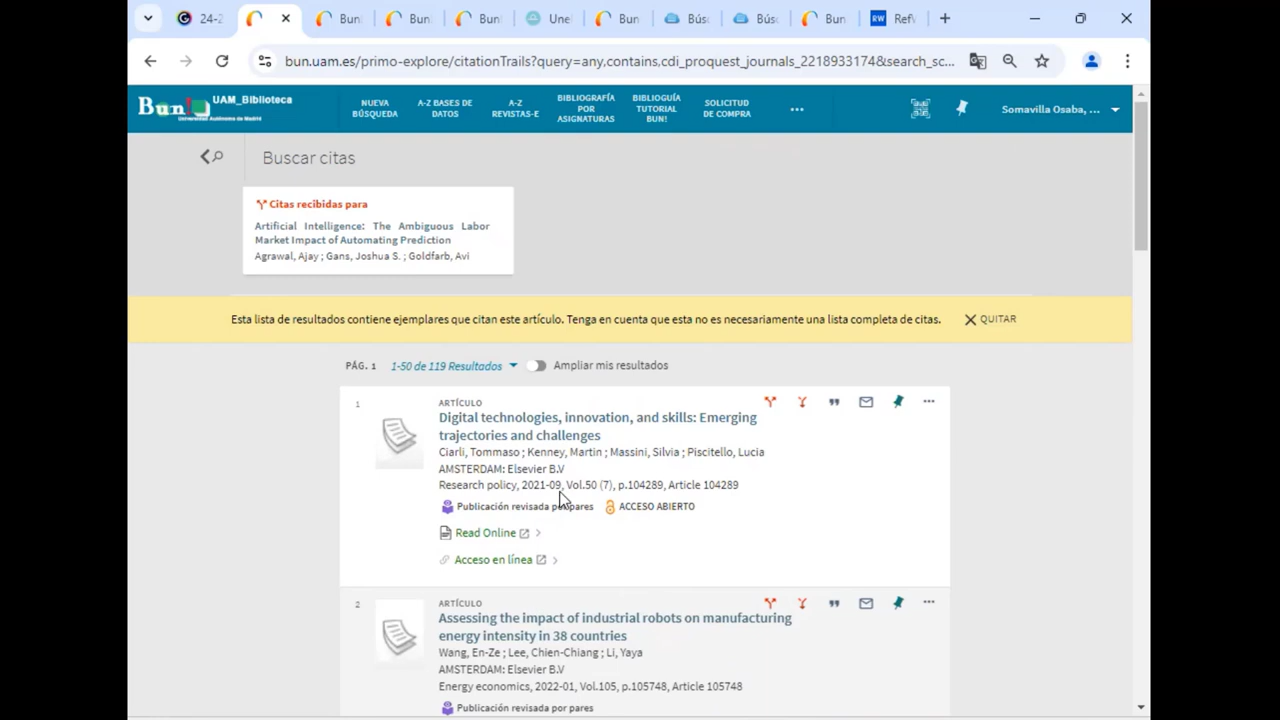 24-2
Bun
Bun
Bun
Une
Bun
Búsc
Búsc
Bun
RW
RefV
bun.uam.es/primo-explore/citationTrails?query=any,contains,cdi_proquest_journals_2218933174&search_sc...
Bun!
UAM_Biblioteca
Universidad Autónoma de Madrid
NUEVA BÚSQUEDA
A-Z BASES DE DATOS
A-Z REVISTAS-E
BIBLIOGRAFÍA POR ASIGNATURAS
BIBLIOGUÍA TUTORIAL BUN!
SOLICITUD DE COMPRA
Somavilla Osaba, ...
Buscar citas
Citas recibidas para
Artificial Intelligence: The Ambiguous Labor
Market Impact of Automating Prediction
Agrawal, Ajay ; Gans, Joshua S. ; Goldfarb, Avi
Esta lista de resultados contiene ejemplares que citan este artículo. Tenga en cuenta que esta no es necesariamente una lista completa de citas.
QUITAR
PÁG. 1 1-50 de 119 Resultados Ampliar mis resultados
1
ARTÍCULO
Digital technologies, innovation, and skills: Emerging
trajectories and challenges
Ciarli, Tommaso ; Kenney, Martin ; Massini, Silvia ; Piscitello, Lucia
AMSTERDAM: Elsevier B.V
Research policy, 2021-09, Vol.50 (7), p.104289, Article 104289
Publicación revisada por pares ACCESO ABIERTO
Read Online
Acceso en línea
2
ARTÍCULO
Assessing the impact of industrial robots on manufacturing
energy intensity in 38 countries
Wang, En-Ze ; Lee, Chien-Chiang ; Li, Yaya
AMSTERDAM: Elsevier B.V
Energy economics, 2022-01, Vol.105, p.105748, Article 105748
Publicación revisada por pares